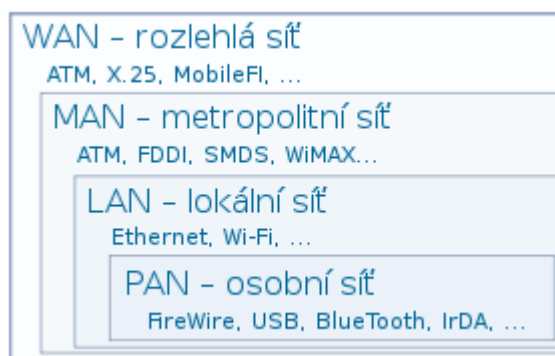 WAN – rozlehlá síť
ATM, X.25, MobileFI, ...
MAN – metropolitní síť
ATM, FDDI, SMDS, WiMAX...
LAN – lokální síť
Ethernet, Wi-Fi, ...
PAN – osobní síť
FireWire, USB, BlueTooth, IrDA, ...